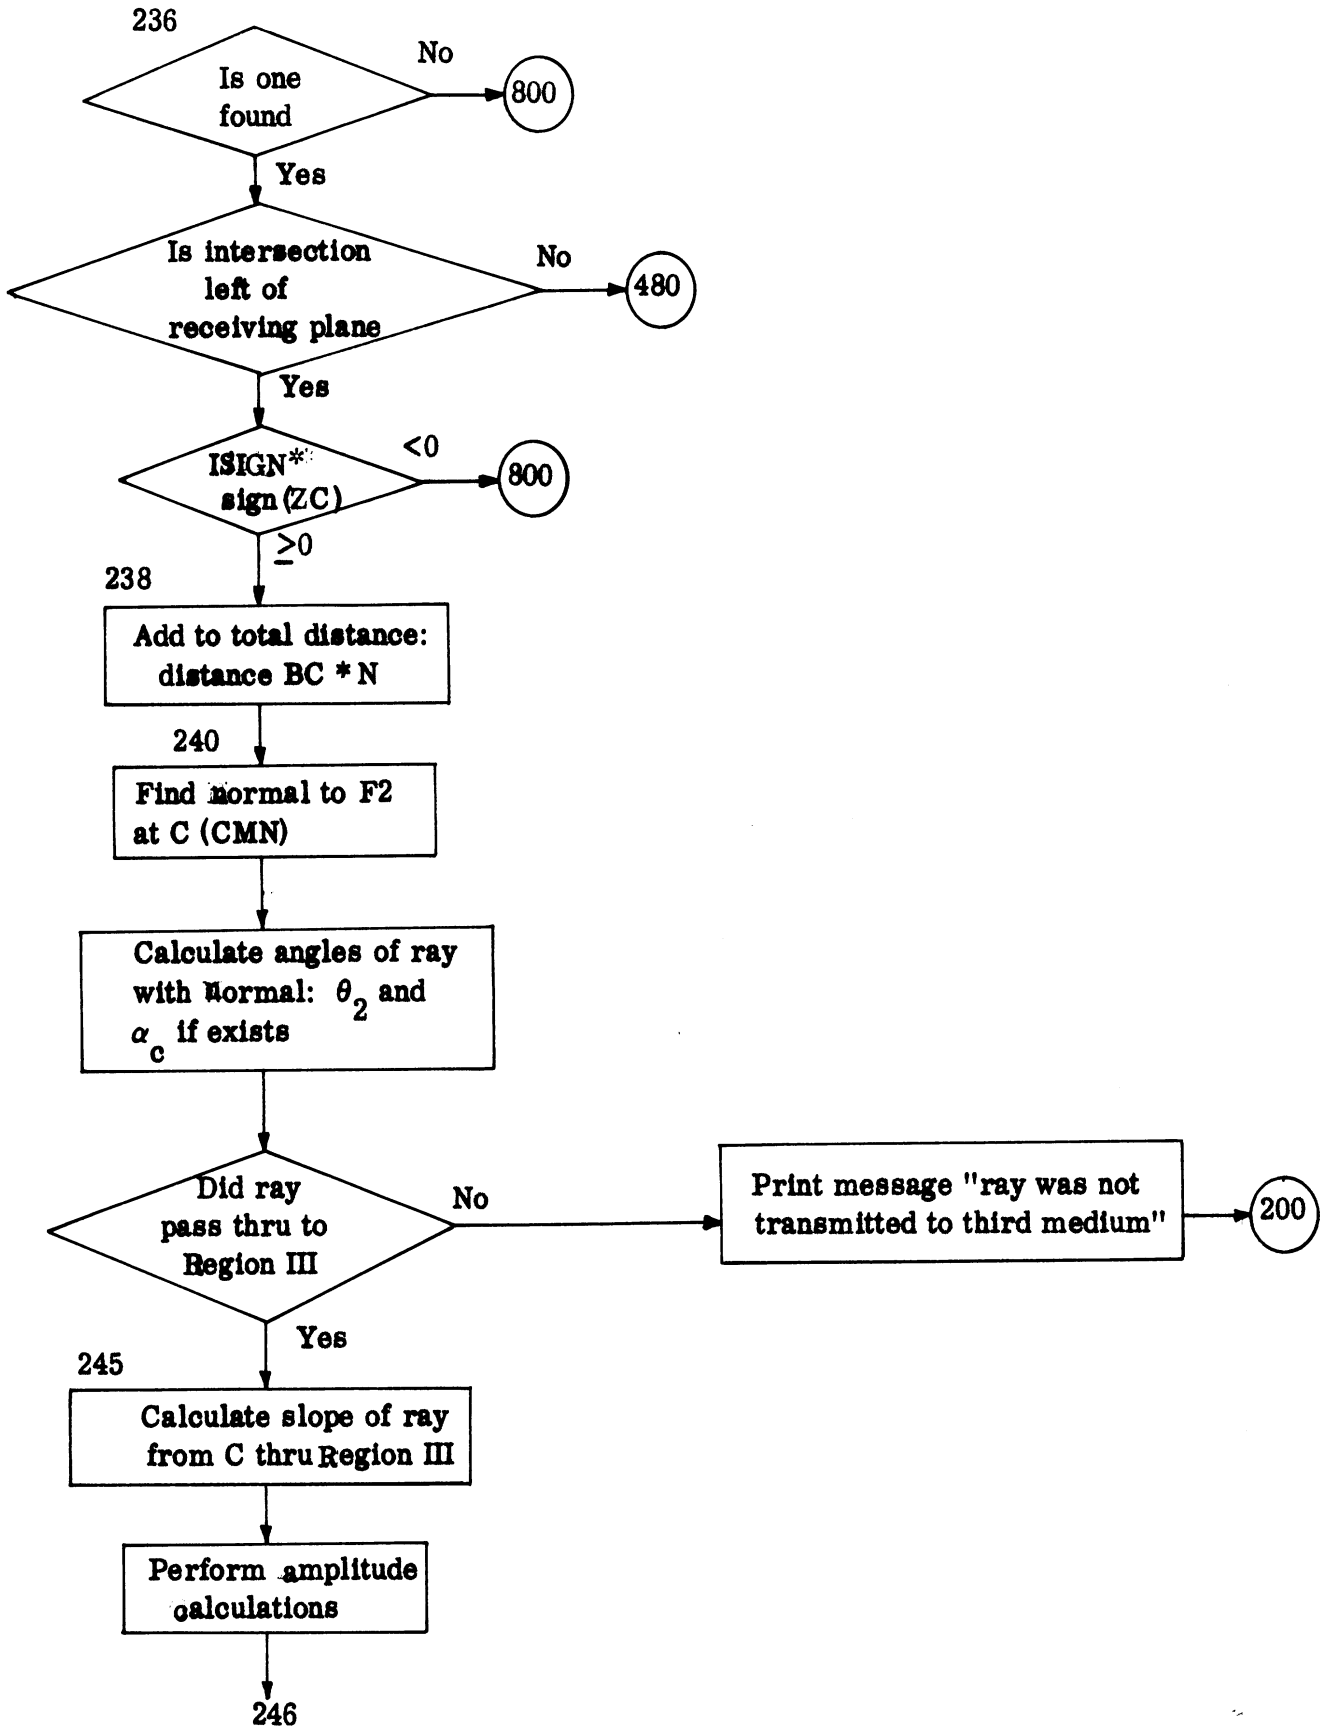 236
No
Is one
found
800
Yes
Is intersection
left of
receiving plane
No
480
Yes
ISIGN*
sign (ZC)
<0
800
≥0
238
Add to total distance:
distance BC * N
240
Find normal to F2
at C (CMN)
Calculate angles of ray
with normal: θ2 and
αc if exists
Did ray
pass thru to
Region III
No
Print message "ray was not
transmitted to third medium"
200
Yes
245
Calculate slope of ray
from C thru Region III
Perform amplitude
calculations
246